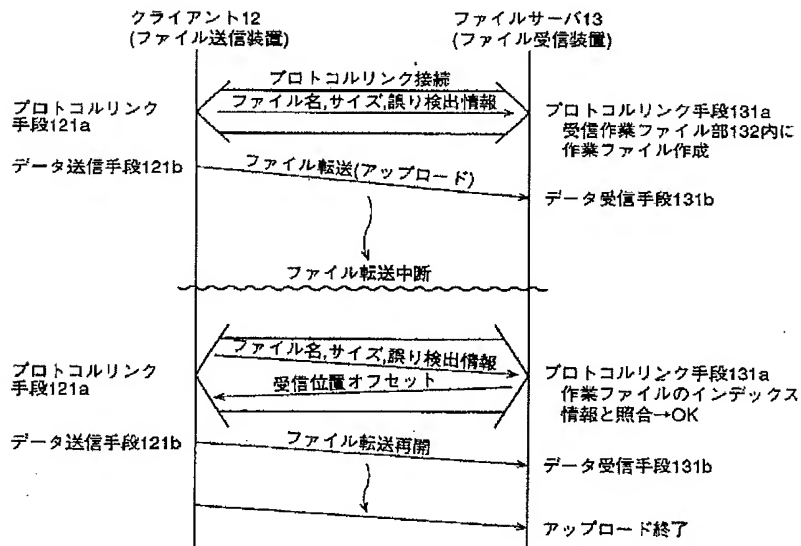 クライアント12
(ファイル送信装置)
ファイルサーバ13
(ファイル受信装置)
プロトコルリンク接続
ファイル名,サイズ,誤り検出情報
プロトコルリンク
手段121a
プロトコルリンク手段131a
受信作業ファイル部132内に
作業ファイル作成
データ送信手段121b
ファイル転送(アップロード)
データ受信手段131b
ファイル転送中断
ファイル名,サイズ,誤り検出情報
受信位置オフセット
プロトコルリンク
手段121a
プロトコルリンク手段131a
作業ファイルのインデックス
情報と照合→OK
データ送信手段121b
ファイル転送再開
データ受信手段131b
アップロード終了